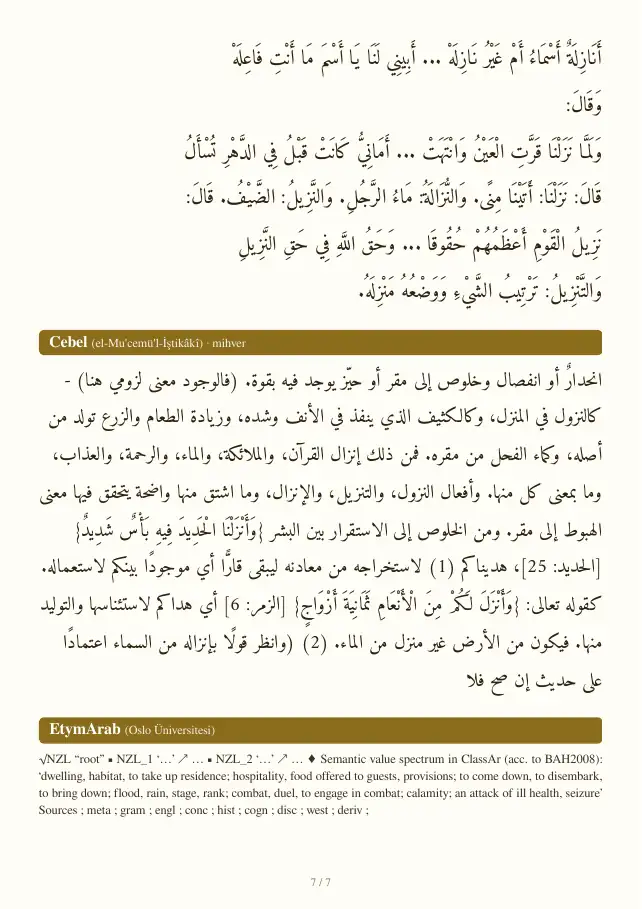 أَنَازِلَةٌ أَسْمَاءُ أَمْ غَيْرُ نَازِلَهْ ... أَبِينِي لَنَا يَا أَسْمَ مَا أَنْتِ فَاعِلَهْ
وَقَالَ:
وَلَمَّا نَزَلْنَا قَرَّتِ الْعَيْنُ وَانْتَهَتْ ... أَمَانِيُّ كَانَتْ قَبْلُ فِي الدَّهْرِ تُسْأَلُ
قَالَ: نَزَلْنَا: أَتَيْنَا مِنًى. وَالنُّزَالَةُ: مَاءُ الرَّجُلِ. وَالنَّزِيلُ: الضَّيْفُ. قَالَ:
نَزِيلُ الْقَوْمِ أَعْظَمُهُمْ حُقُوقَا ... وَحَقُ اللَّهِ فِي حَقِ النَّزِيلِ
وَالتَّنْزِيلُ: تَرْتِيبُ الشَّيْءِ وَوَضْعُهُ مَنْزِلَهُ.
Cebel (el-Mu'cemü'l-İştikâkî) · mihver
انحدارٌ أو انفصال وخلوص إلى مقر أو حيّز يوجد فيه بقوة. (فالوجود معنى لزومي هنا) -
كالنزول في المنزل، وكالكثيف الذي ينفذ في الأنف وشده، وزيادة الطعام والزرع تولد من
أصله، وكماء الفحل من مقره. فمن ذلك إنزال القرآن، والملائكة، والماء، والرحمة، والعذاب،
وما بمعنى كل منها. وأفعال النزول، والتنزيل، والإنزال، وما اشتق منها واضحة يتحقق فيها معنى
الهبوط إلى مقر. ومن الخلوص إلى الاستقرار بين البشر {وَأَنْزَلْنَا الْحَدِيدَ فِيهِ بَأْسٌ شَدِيدٌ}
[الحديد: 25]، هديناكم (1) لاستخراجه من معادنه ليبقى قارًّا أي موجودًا بينكم لاستعماله.
كقوله تعالى: {وَأَنْزَلَ لَكُمْ مِنَ الْأَنْعَامِ ثَمَانِيَةَ أَزْوَاجٍ} [الزمر: 6] أي هداكم لاستئناسها والتوليد
منها. فيكون من الأرض غير منزل من الماء. (2) (وانظر قولًا بإنزاله من السماء اعتمادًا
على حديث إن صح فلا
EtymArab (Oslo Üniversitesi)
√NZL “root” ▪ NZL_1 ‘…’ ↗ … ▪ NZL_2 ‘…’ ↗ … ♦ Semantic value spectrum in ClassAr (acc. to BAH2008):
‘dwelling, habitat, to take up residence; hospitality, food offered to guests, provisions; to come down, to disembark,
to bring down; flood, rain, stage, rank; combat, duel, to engage in combat; calamity; an attack of ill health, seizure’
Sources ; meta ; gram ; engl ; conc ; hist ; cogn ; disc ; west ; deriv ;
7 / 7